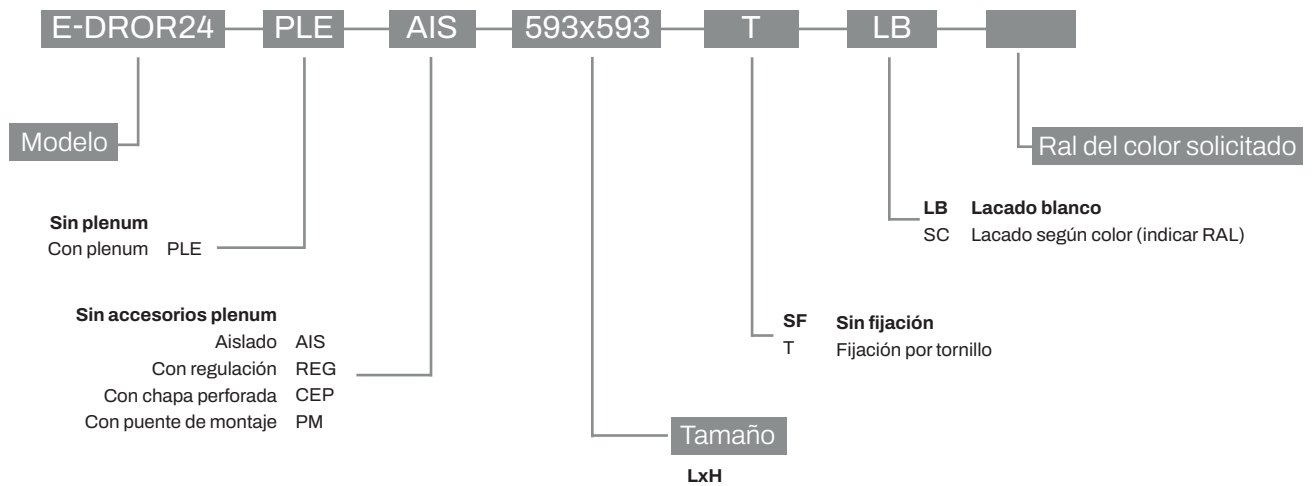 E-DROR24 PLE AIS 593x593 T LB
Modelo
Ral del color solicitado
Sin plenum
Con plenum PLE
LB Lacado blanco
SC Lacado según color (indicar RAL)
Sin accesorios plenum
Aislado AIS
Con regulación REG
Con chapa perforada CEP
Con puente de montaje PM
SF Sin fijación
T Fijación por tornillo
Tamaño
LxH